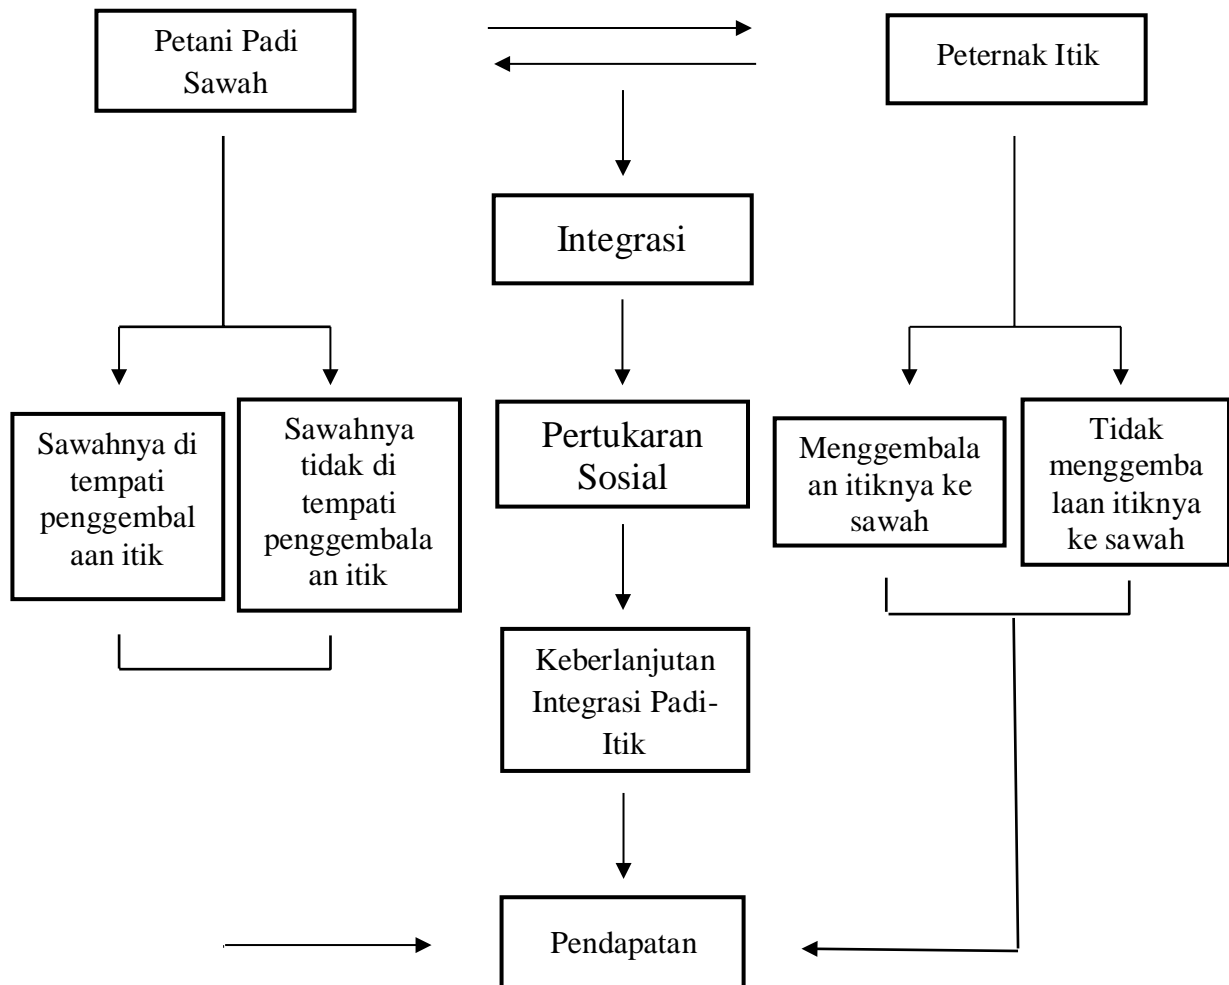 Petani Padi
Sawah
Peternak Itik
Integrasi
Sawahnya di
tempati
penggembal
aan itik
Sawahnya
tidak di
tempati
penggembala
an itik
Pertukaran
Sosial
Menggembala
an itiknya ke
sawah
Tidak
menggemba
laan itiknya
ke sawah
Keberlanjutan
Integrasi Padi-
Itik
Pendapatan